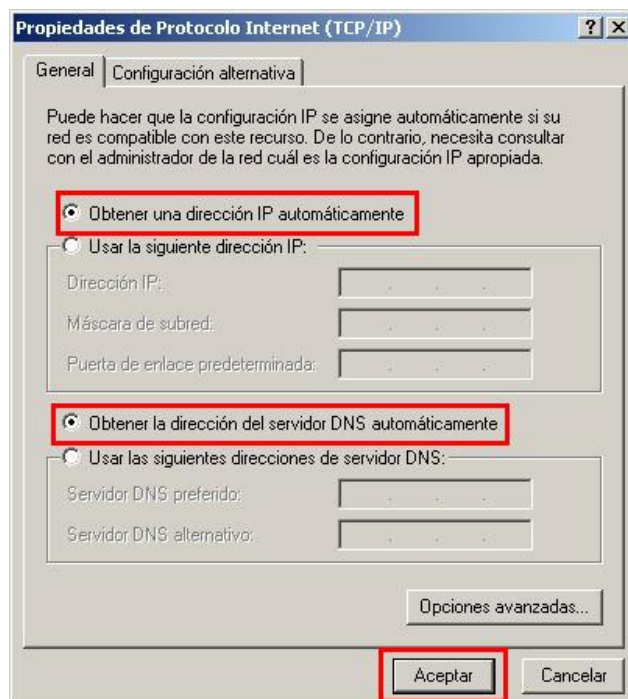 Propiedades de Protocolo Internet (TCP/IP)
General
Configuración alternativa
Puede hacer que la configuración IP se asigne automáticamente si su
red es compatible con este recurso. De lo contrario, necesita consultar
con el administrador de la red cuál es la configuración IP apropiada.
Obtener una dirección IP automáticamente
Usar la siguiente dirección IP:
Dirección IP:
Máscara de subred:
Puerta de enlace predeterminada:
Obtener la dirección del servidor DNS automáticamente
Usar las siguientes direcciones de servidor DNS:
Servidor DNS preferido:
Servidor DNS alternativo:
Opciones avanzadas...
Aceptar
Cancelar